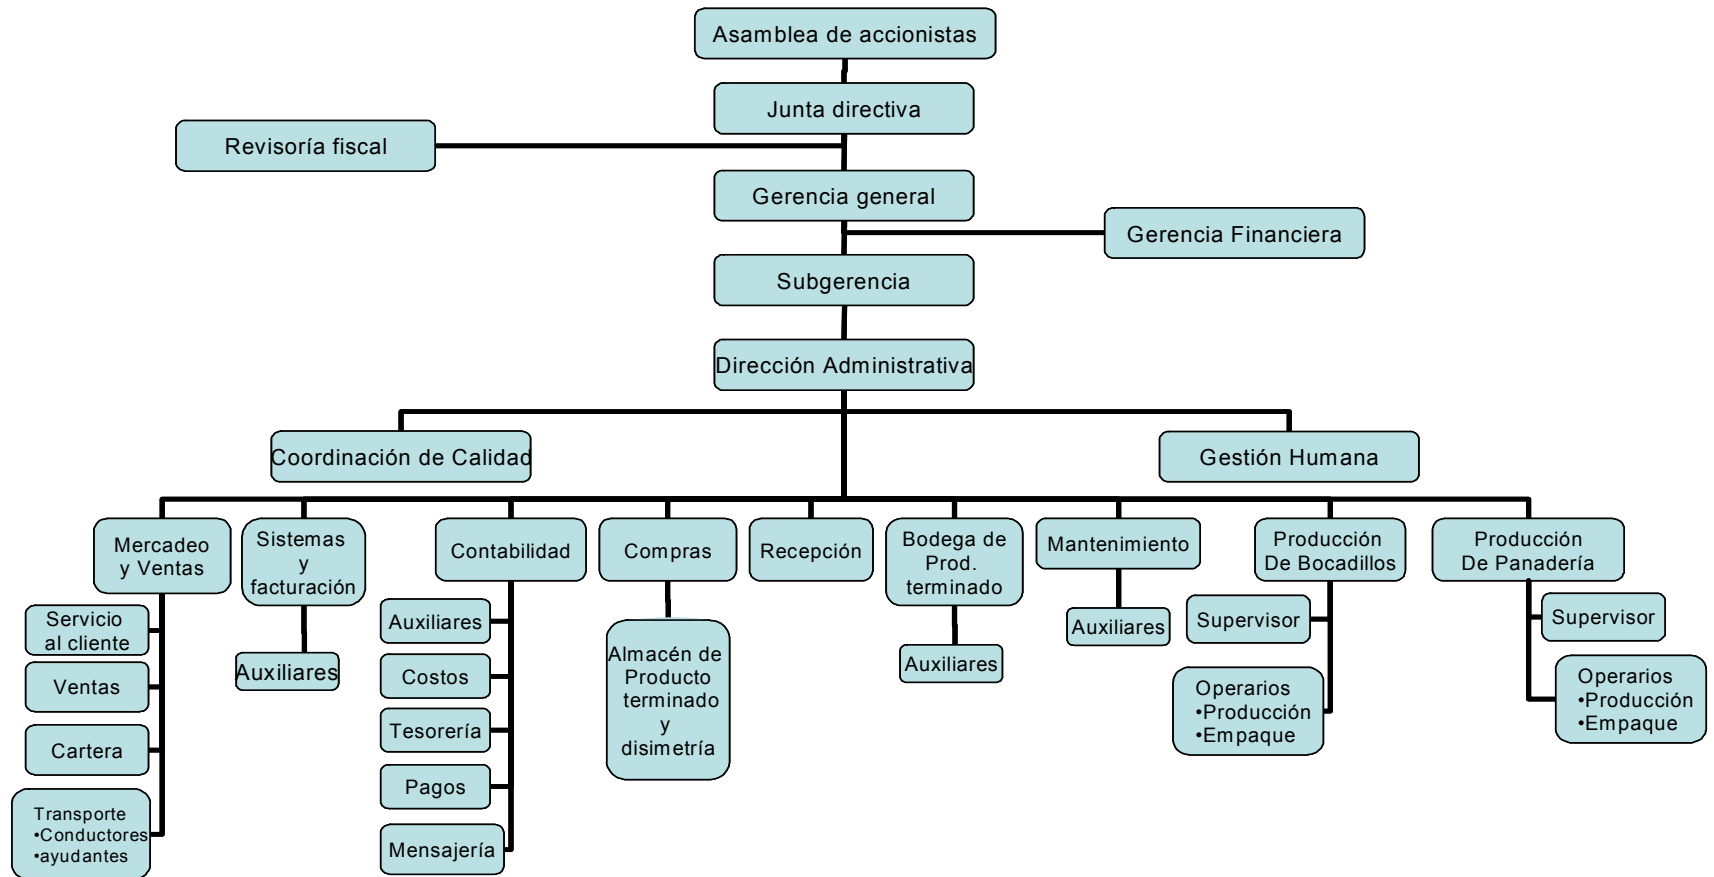 Asamblea de accionistas
Junta directiva
Revisoría fiscal
Gerencia general
Gerencia Financiera
Subgerencia
Dirección Administrativa
Coordinación de Calidad
Gestión Humana
Mercadeo
y Ventas
Sistemas
y
facturación
Contabilidad
Compras
Recepción
Bodega de
Prod.
terminado
Mantenimiento
Producción
De Bocadillos
Producción
De Panadería
Servicio
al cliente
Ventas
Cartera
Transporte
•Conductores
•ayudantes
Auxiliares
Auxiliares
Costos
Tesorería
Pagos
Mensajería
Almacén de
Producto
terminado
y
disimetría
Auxiliares
Auxiliares
Supervisor
Operarios
•Producción
•Empaque
Supervisor
Operarios
•Producción
•Empaque